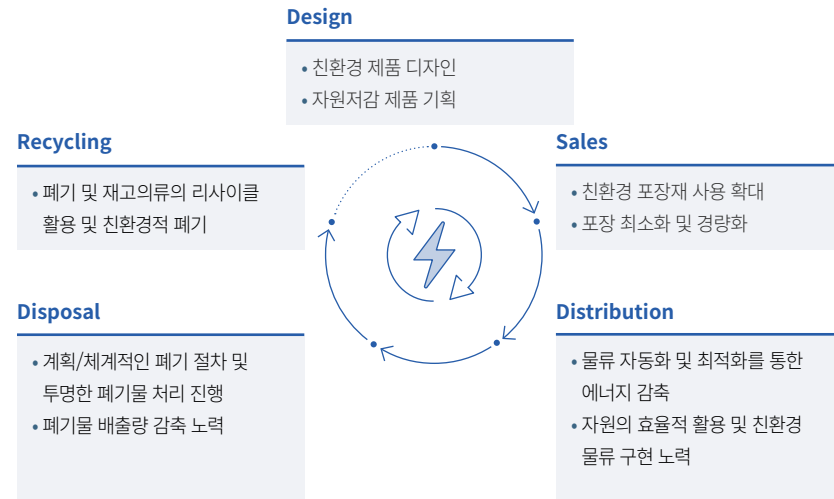 Design
• 친환경 제품 디자인
• 자원저감 제품 기획
Recycling
• 폐기 및 재고의류의 리사이클
활용 및 친환경적 폐기
Sales
• 친환경 포장재 사용 확대
• 포장 최소화 및 경량화
Disposal
• 계획/체계적인 폐기 절차 및
투명한 폐기물 처리 진행
• 폐기물 배출량 감축 노력
Distribution
• 물류 자동화 및 최적화를 통한
에너지 감축
• 자원의 효율적 활용 및 친환경
물류 구현 노력